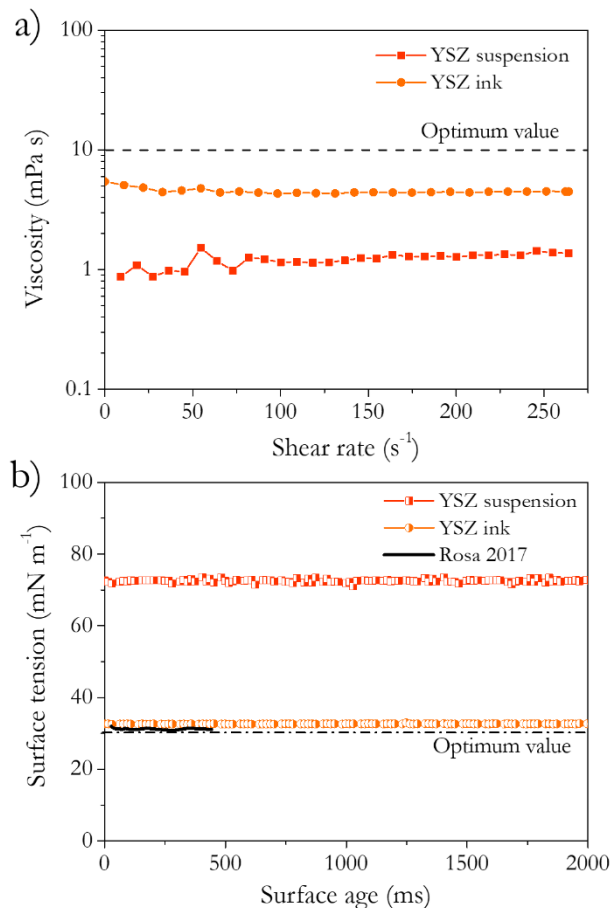 a)
100
10
1
0.1
Viscosity (mPa s)
YSZ suspension
YSZ ink
Optimum value
0 50 100 150 200 250
Shear rate (s⁻¹)
b)
100
80
60
40
20
0
Surface tension (mN m⁻¹)
YSZ suspension
YSZ ink
Rosa 2017
Optimum value
0 500 1000 1500 2000
Surface age (ms)